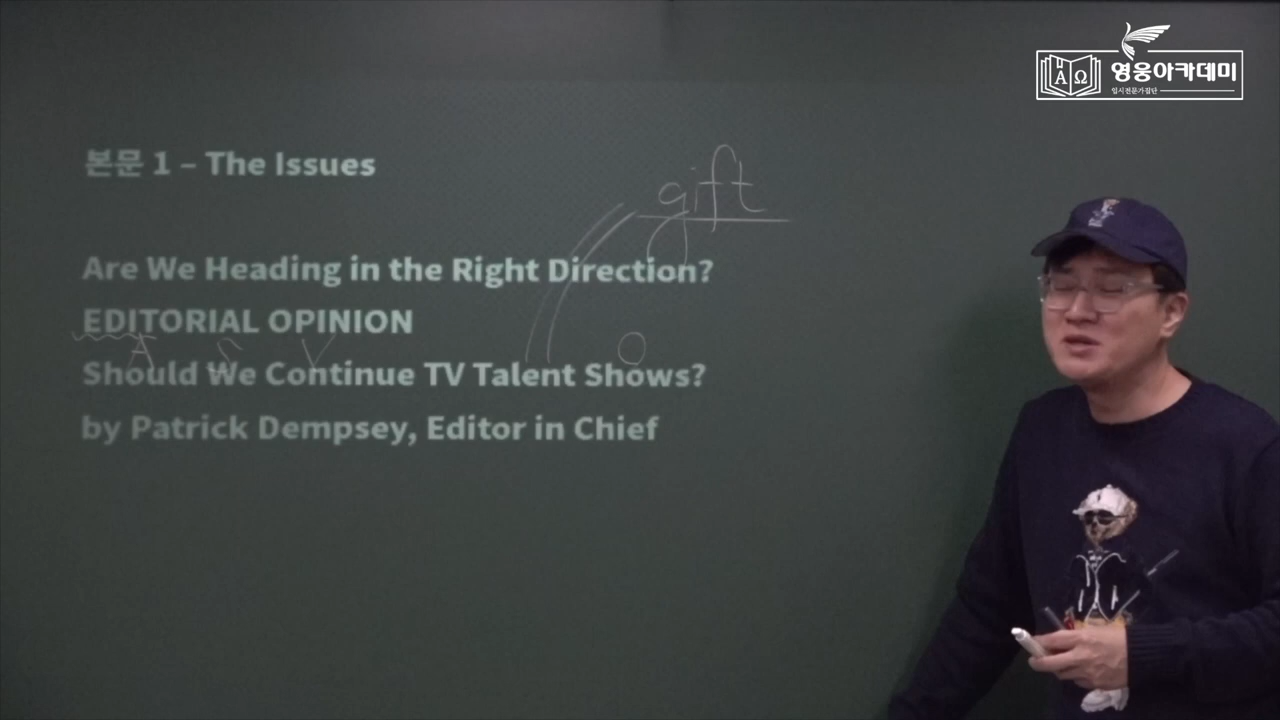 영웅아카데미
입시전문가집단
본문 1 – The Issues
gift
Are We Heading in the Right Direction?
EDITORIAL OPINION
A S V O
Should We Continue TV Talent Shows?
by Patrick Dempsey, Editor in Chief